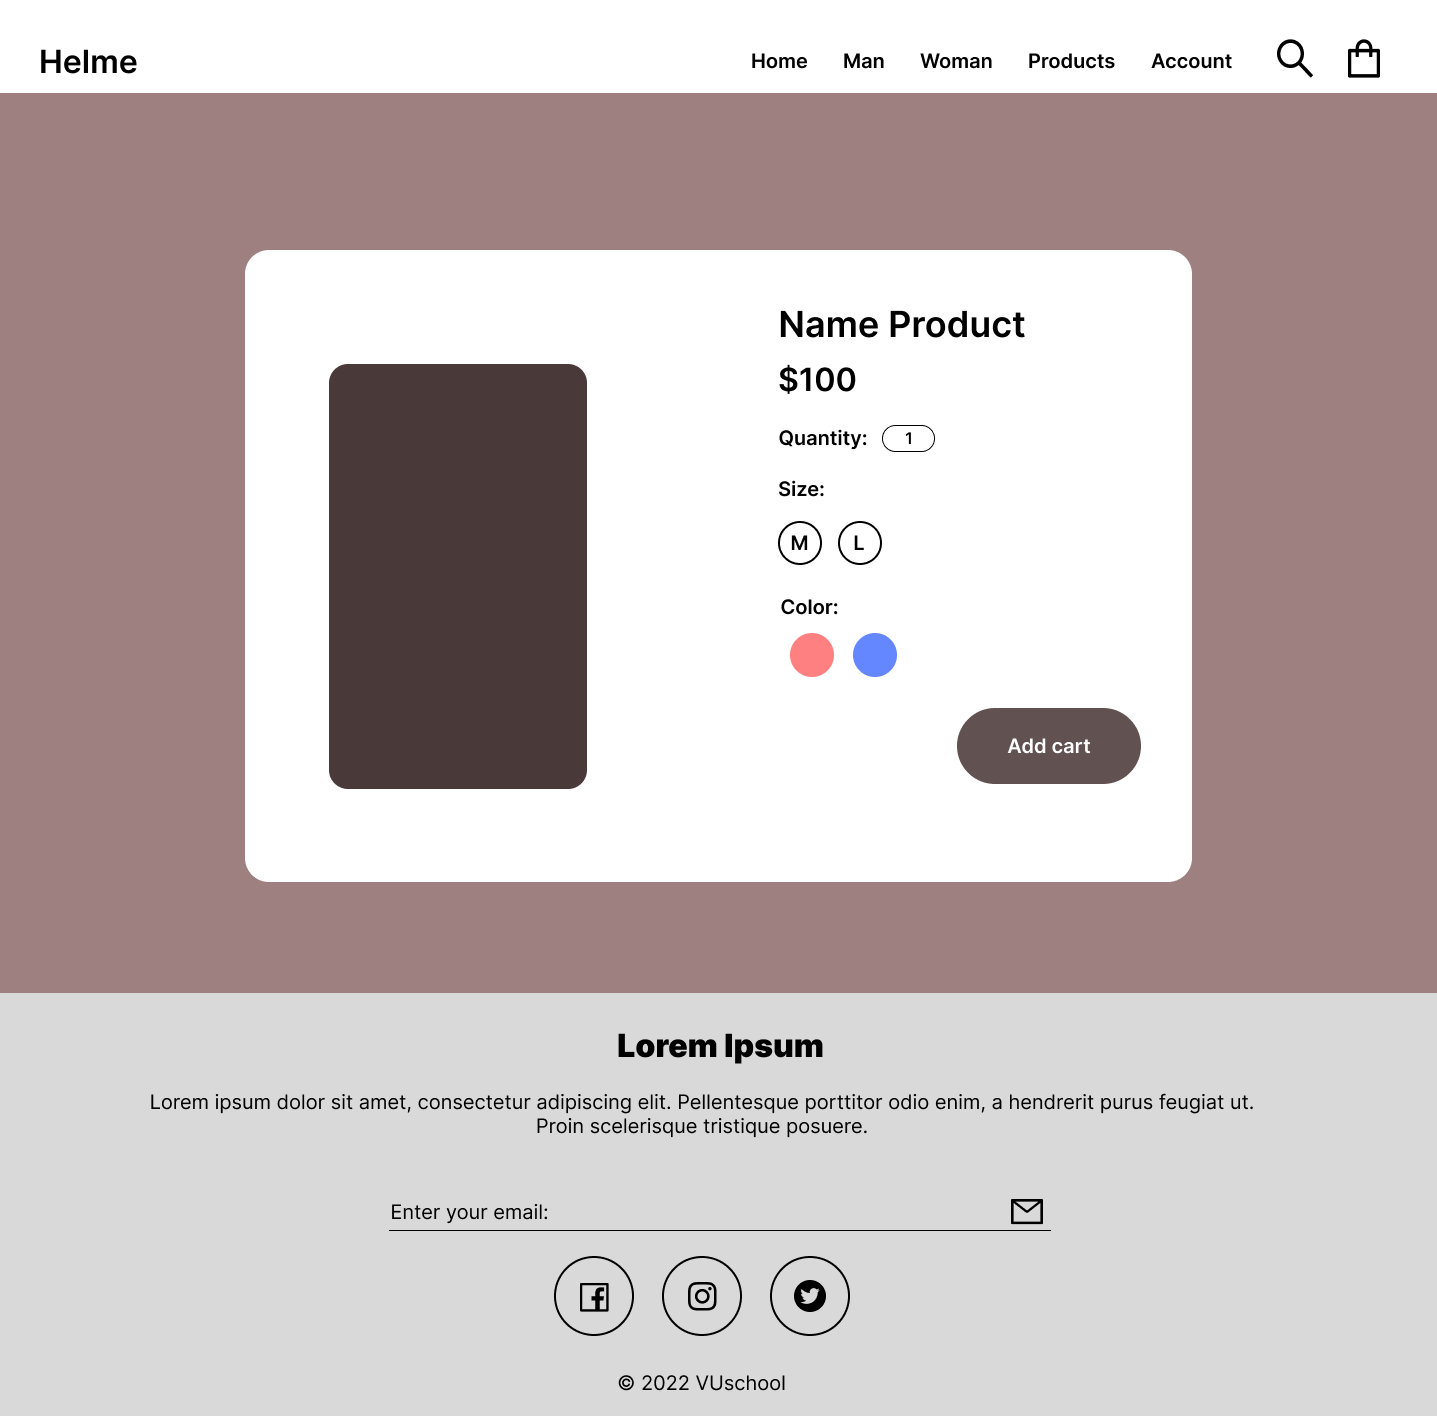 Helme
Home Man Woman Products Account
Name Product
$100
Quantity: 1
Size:
M L
Color:
Add cart
Lorem Ipsum
Lorem ipsum dolor sit amet, consectetur adipiscing elit. Pellentesque porttitor odio enim, a hendrerit purus feugiat ut.
Proin scelerisque tristique posuere.
Enter your email:
© 2022 VUschool